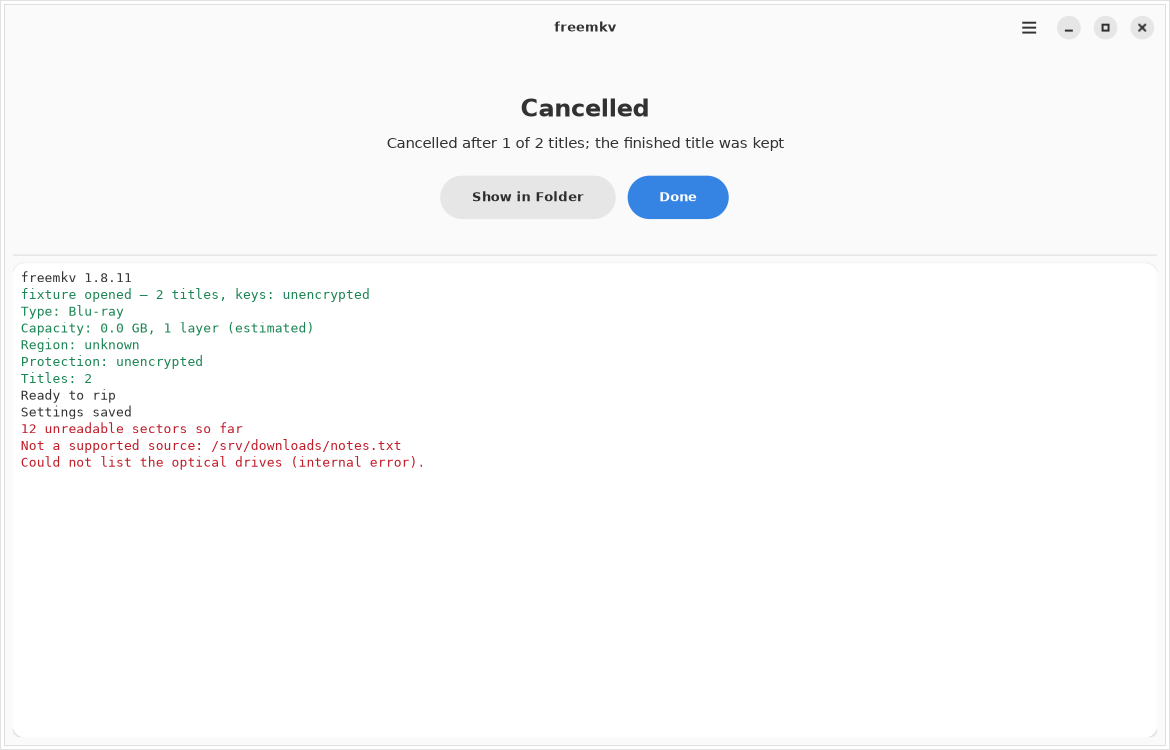 freemkv
Cancelled
Cancelled after 1 of 2 titles; the finished title was kept
Show in Folder
Done
freemkv 1.8.11
fixture opened — 2 titles, keys: unencrypted
Type: Blu-ray
Capacity: 0.0 GB, 1 layer (estimated)
Region: unknown
Protection: unencrypted
Titles: 2
Ready to rip
Settings saved
12 unreadable sectors so far
Not a supported source: /srv/downloads/notes.txt
Could not list the optical drives (internal error).